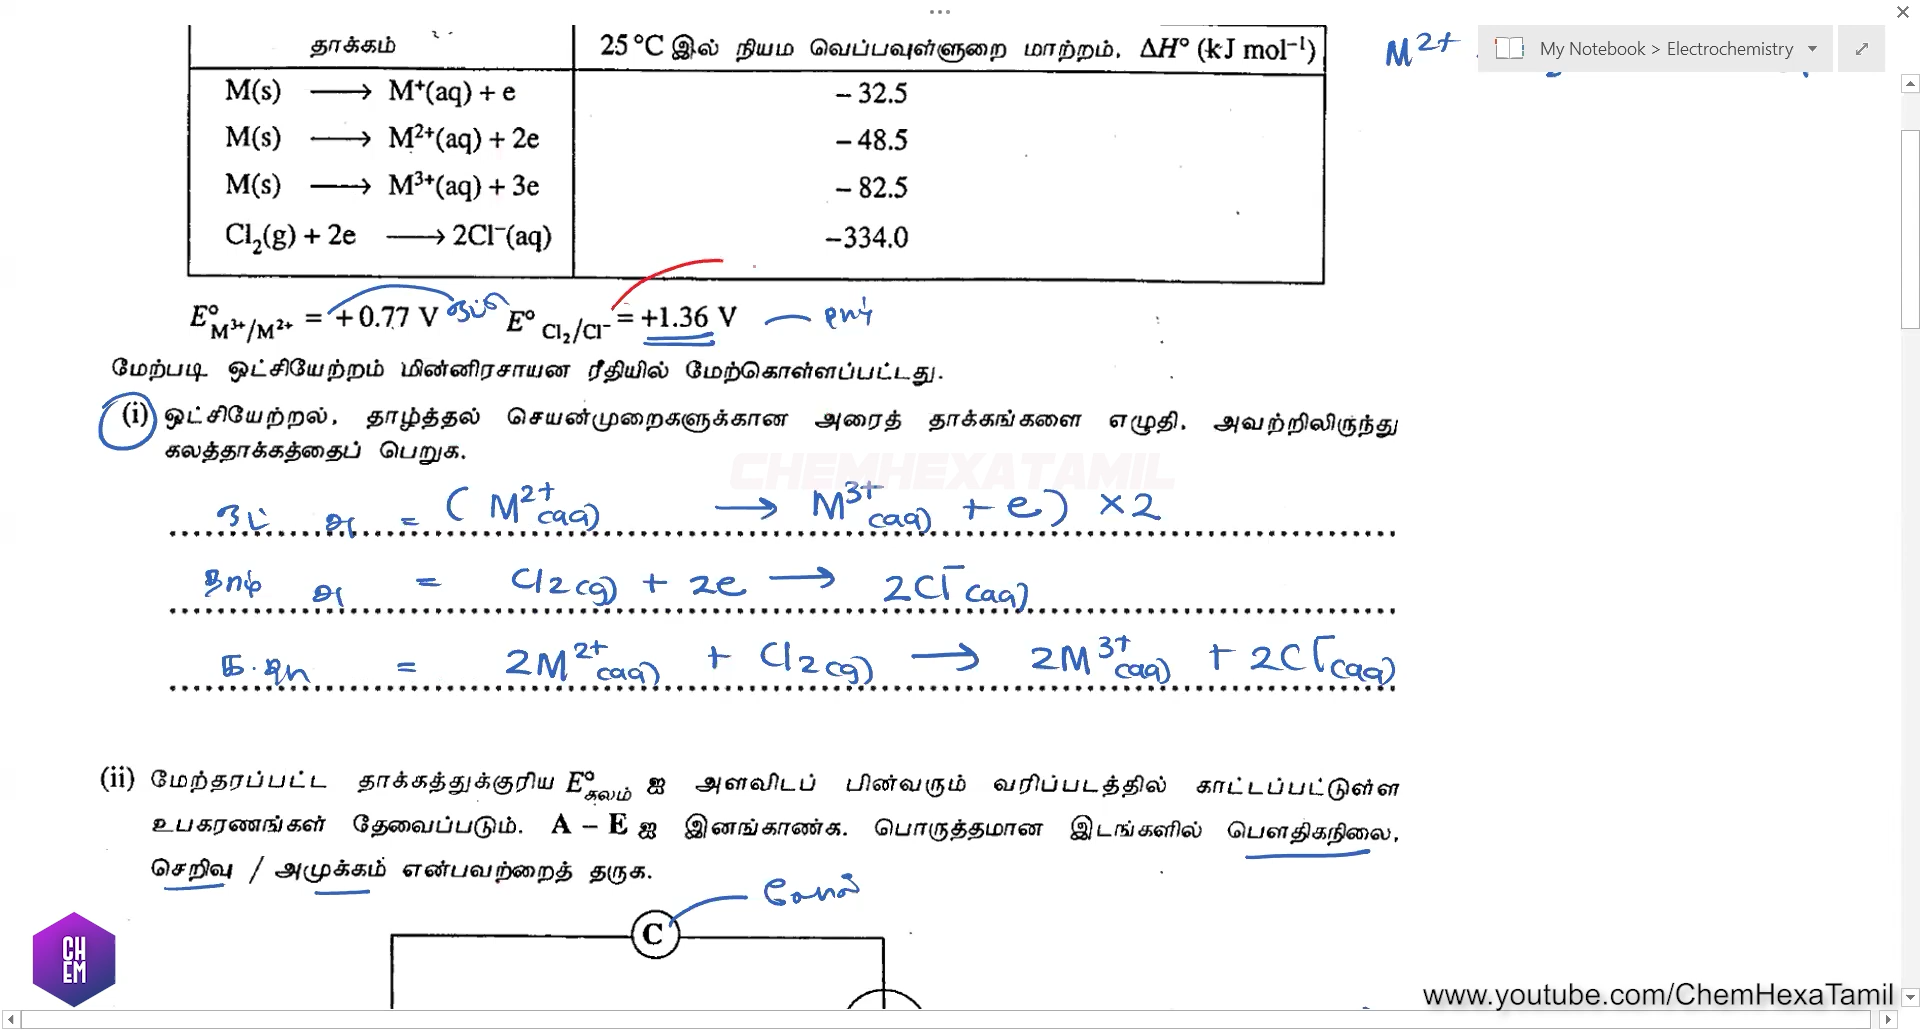 தாக்கம் 25 °C இல் நியம வெப்பவுள்ளுறை மாற்றம், ΔH° (kJ mol⁻¹)
M²⁺
My Notebook > Electrochemistry
M(s) ⟶ M⁺(aq) + e − 32.5
M(s) ⟶ M²⁺(aq) + 2e − 48.5
M(s) ⟶ M³⁺(aq) + 3e − 82.5
Cl₂(g) + 2e ⟶ 2Cl⁻(aq) −334.0
E°M³⁺/M²⁺ = +0.77 V E°Cl₂/Cl⁻ = +1.36 V
மேற்படி ஒட்சியேற்றம் மின்னிரசாயன ரீதியில் மேற்கொள்ளப்பட்டது.
(i) ஒட்சியேற்றல், தாழ்த்தல் செயன்முறைகளுக்கான அரைத் தாக்கங்களை எழுதி, அவற்றிலிருந்து
கலத்தாக்கத்தைப் பெறுக.
CHEMHEXATAMIL
ஒட் அ = ( M²⁺(aq) → M³⁺(aq) + e) ×2
தாழ் அ = Cl₂(g) + 2e → 2Cl⁻(aq)
= 2M²⁺(aq) + Cl₂(g) → 2M³⁺(aq) + 2Cl⁻(aq)
(ii) மேற்தரப்பட்ட தாக்கத்துக்குரிய E°கலம் ஐ அளவிடப் பின்வரும் வரிப்படத்தில் காட்டப்பட்டுள்ள
உபகரணங்கள் தேவைப்படும். A – E ஐ இனங்காண்க. பொருத்தமான இடங்களில் பௌதிகநிலை,
செறிவு / அமுக்கம் என்பவற்றைத் தருக.
C
CH
EM
www.youtube.com/ChemHexaTamil